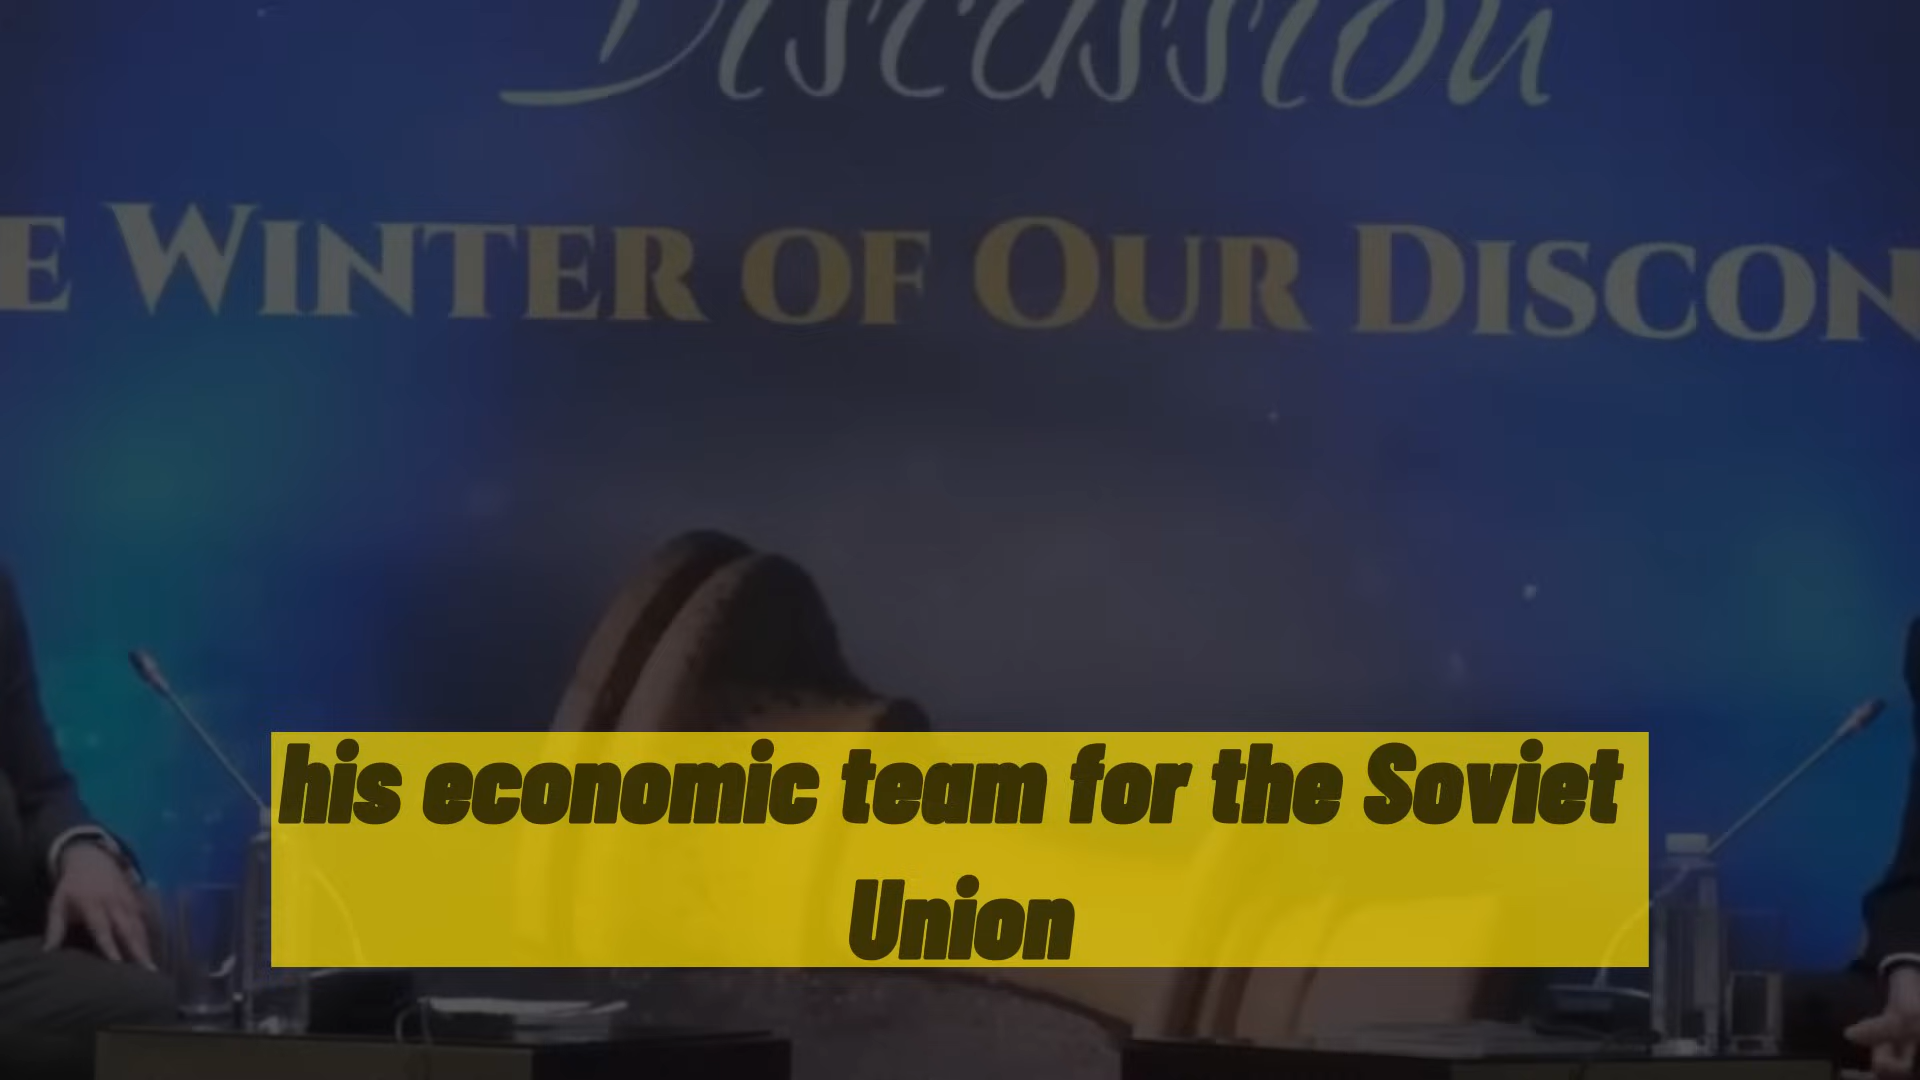 Discussion
E WINTER OF OUR DISCON
his economic team for the Soviet
Union